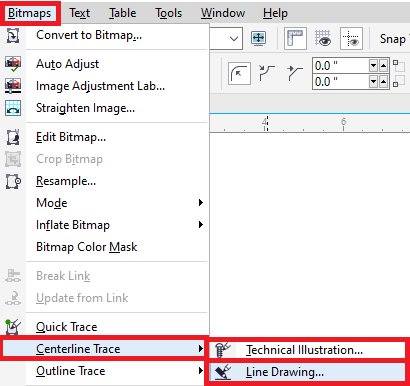 Bitmaps Text Table Tools Window Help
Convert to Bitmap... Snap
Auto Adjust
0.0 "
Image Adjustment Lab...
0.0 "
Straighten Image...
4 6
Edit Bitmap...
Crop Bitmap
Resample...
Mode
Inflate Bitmap
Bitmap Color Mask
Break Link
Update from Link
Quick Trace
Centerline Trace Technical Illustration...
Outline Trace Line Drawing...